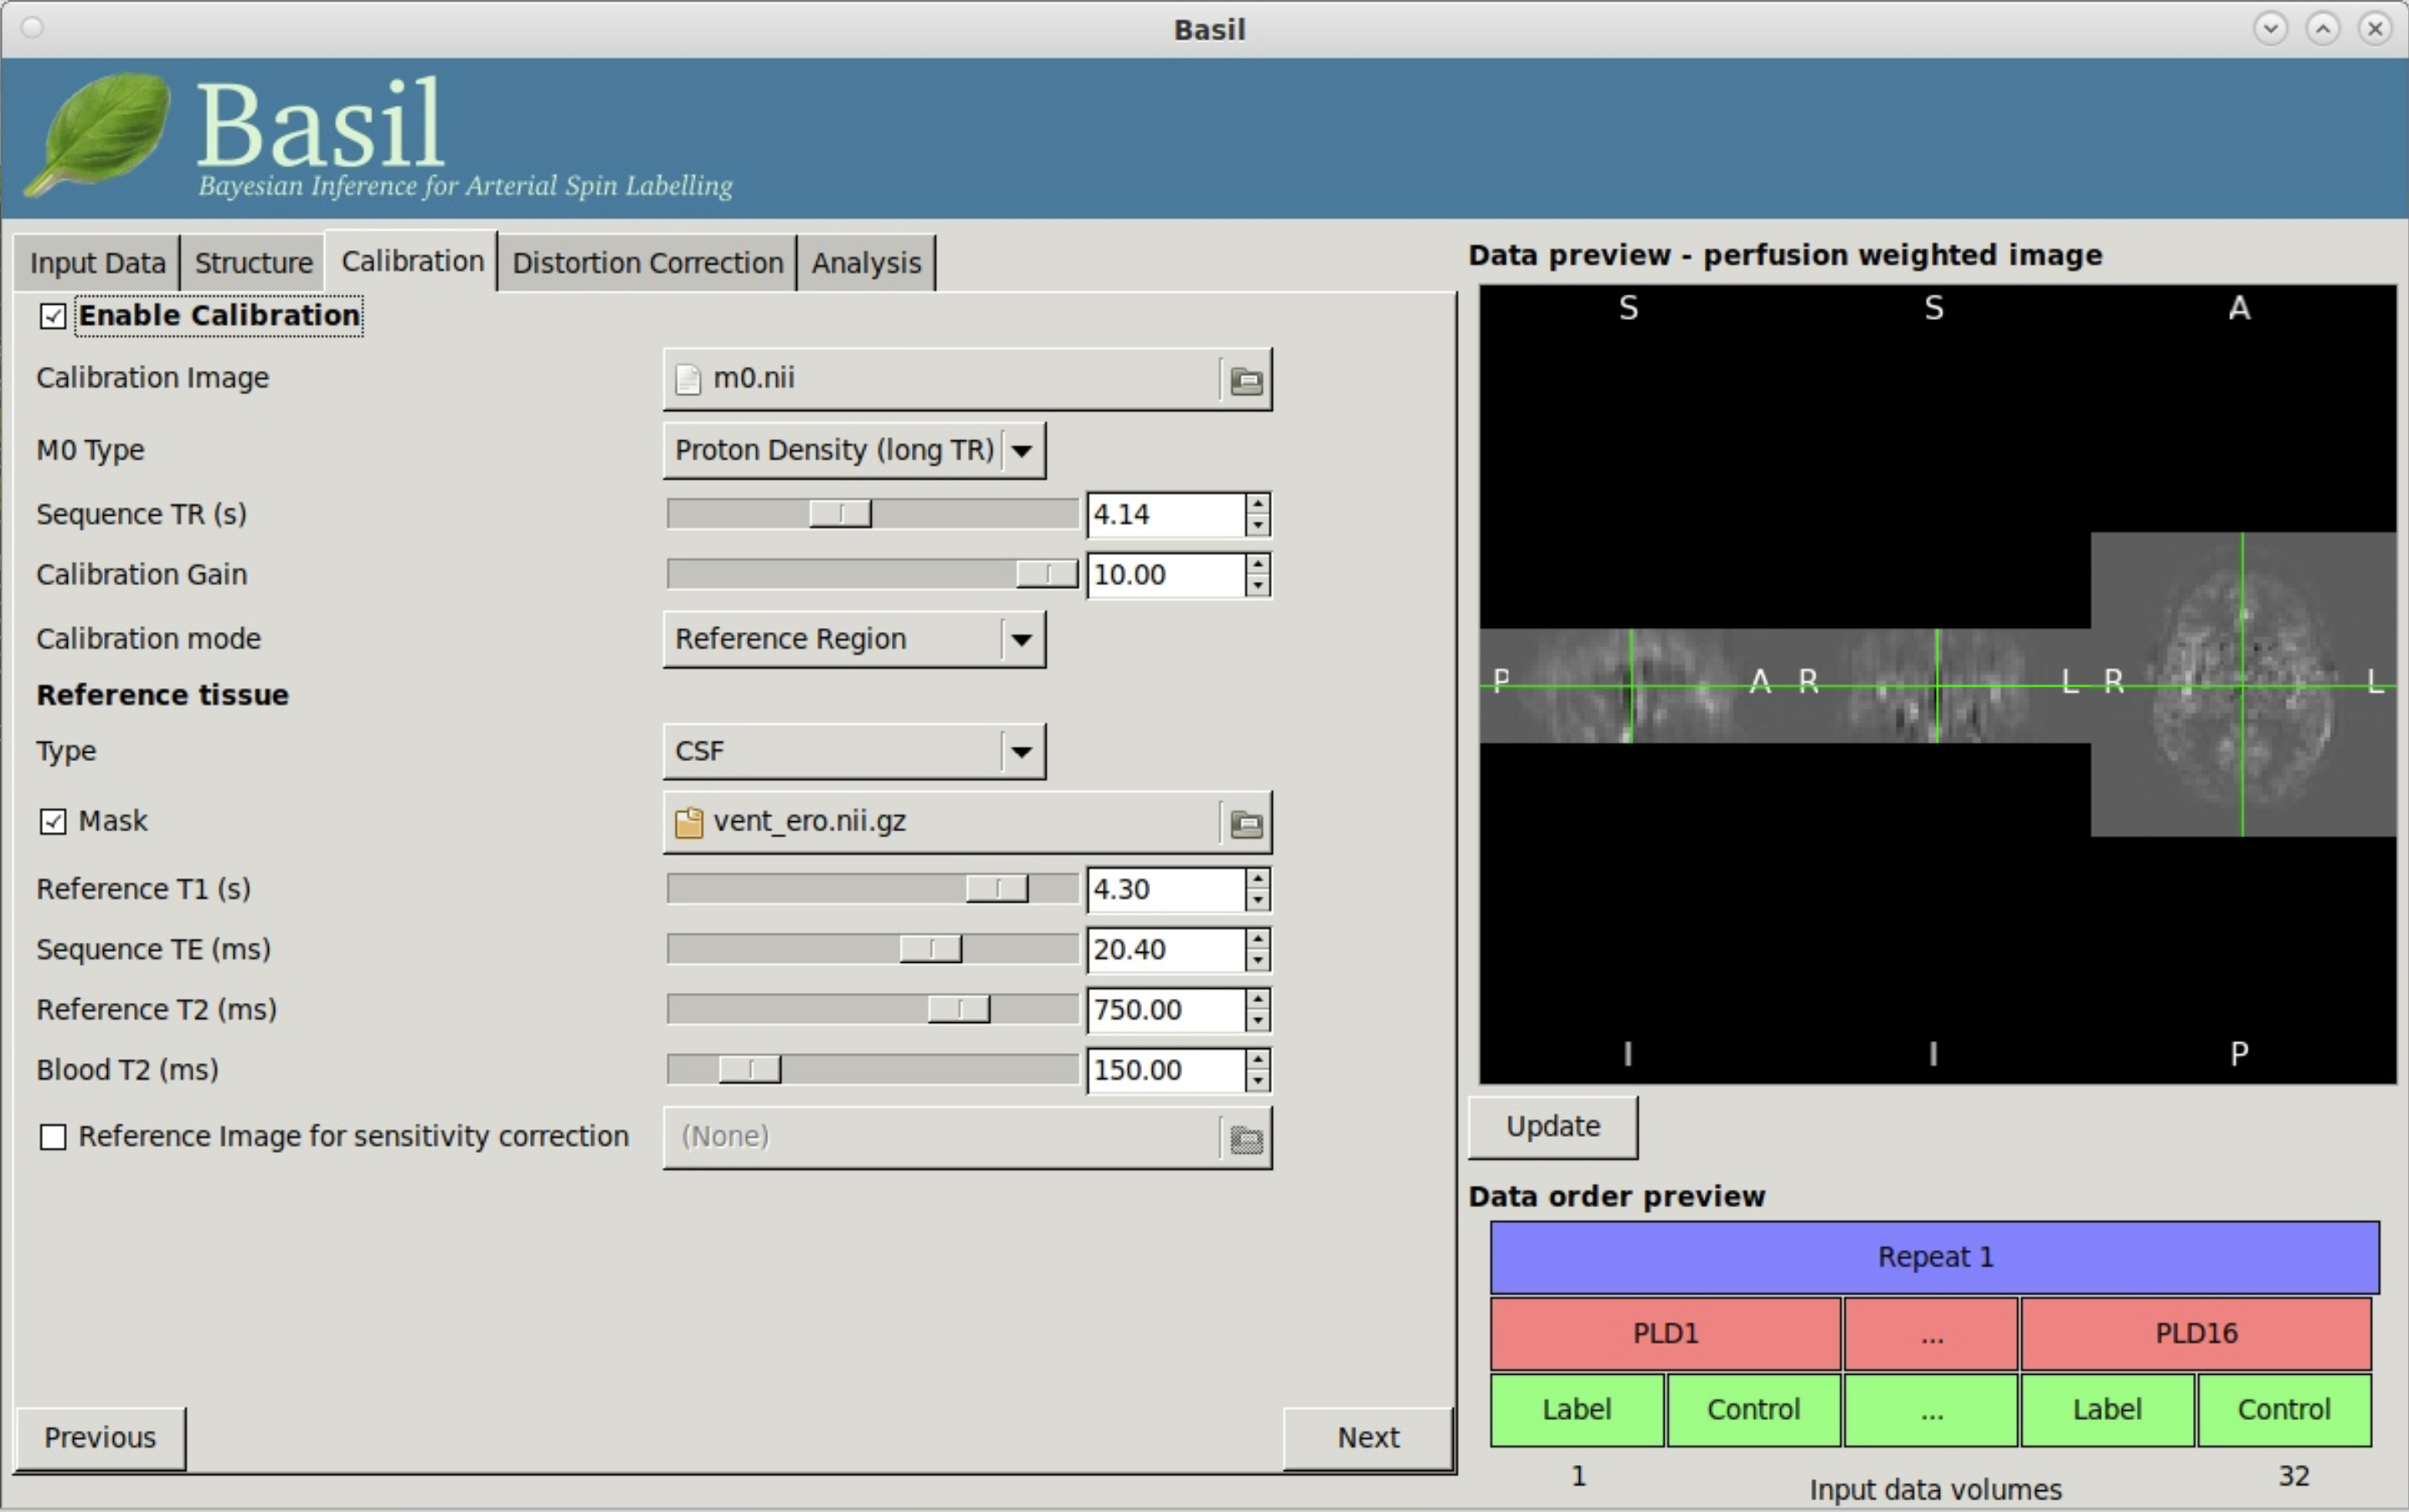 Basil
Basil
Bayesian Inference for Arterial Spin Labelling
Input Data Structure Calibration Distortion Correction Analysis
Enable Calibration
Calibration Image m0.nii
M0 Type Proton Density (long TR)
Sequence TR (s) 4.14
Calibration Gain 10.00
Calibration mode Reference Region
Reference tissue
Type CSF
Mask vent_ero.nii.gz
Reference T1 (s) 4.30
Sequence TE (ms) 20.40
Reference T2 (ms) 750.00
Blood T2 (ms) 150.00
Reference Image for sensitivity correction (None)
Previous Next
Data preview - perfusion weighted image
S S A
P A R L R L
I I P
Update
Data order preview
Repeat 1
PLD1 ... PLD16
Label Control ... Label Control
1 32
Input data volumes